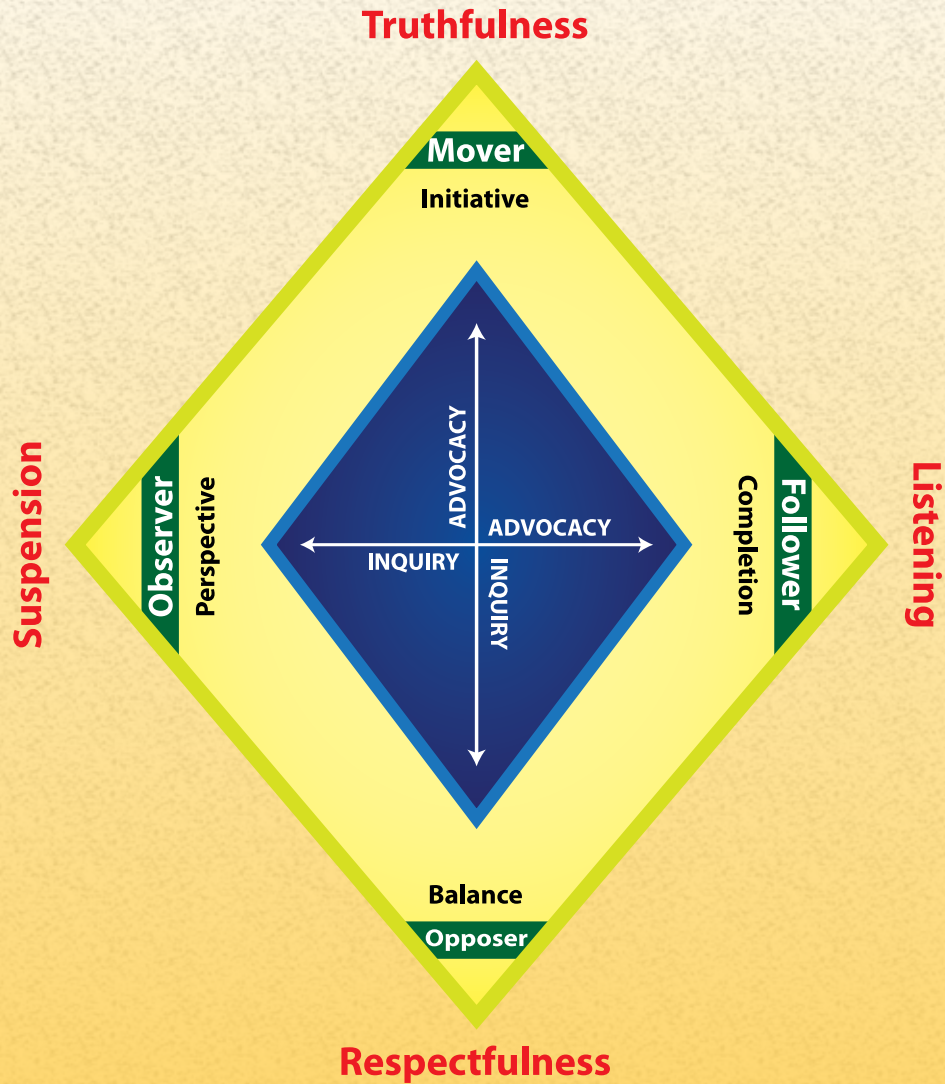 Truthfulness
Mover
Initiative
Suspension
Observer
Perspective
ADVOCACY
ADVOCACY
INQUIRY
INQUIRY
Completion
Follower
Listening
Balance
Opposer
Respectfulness